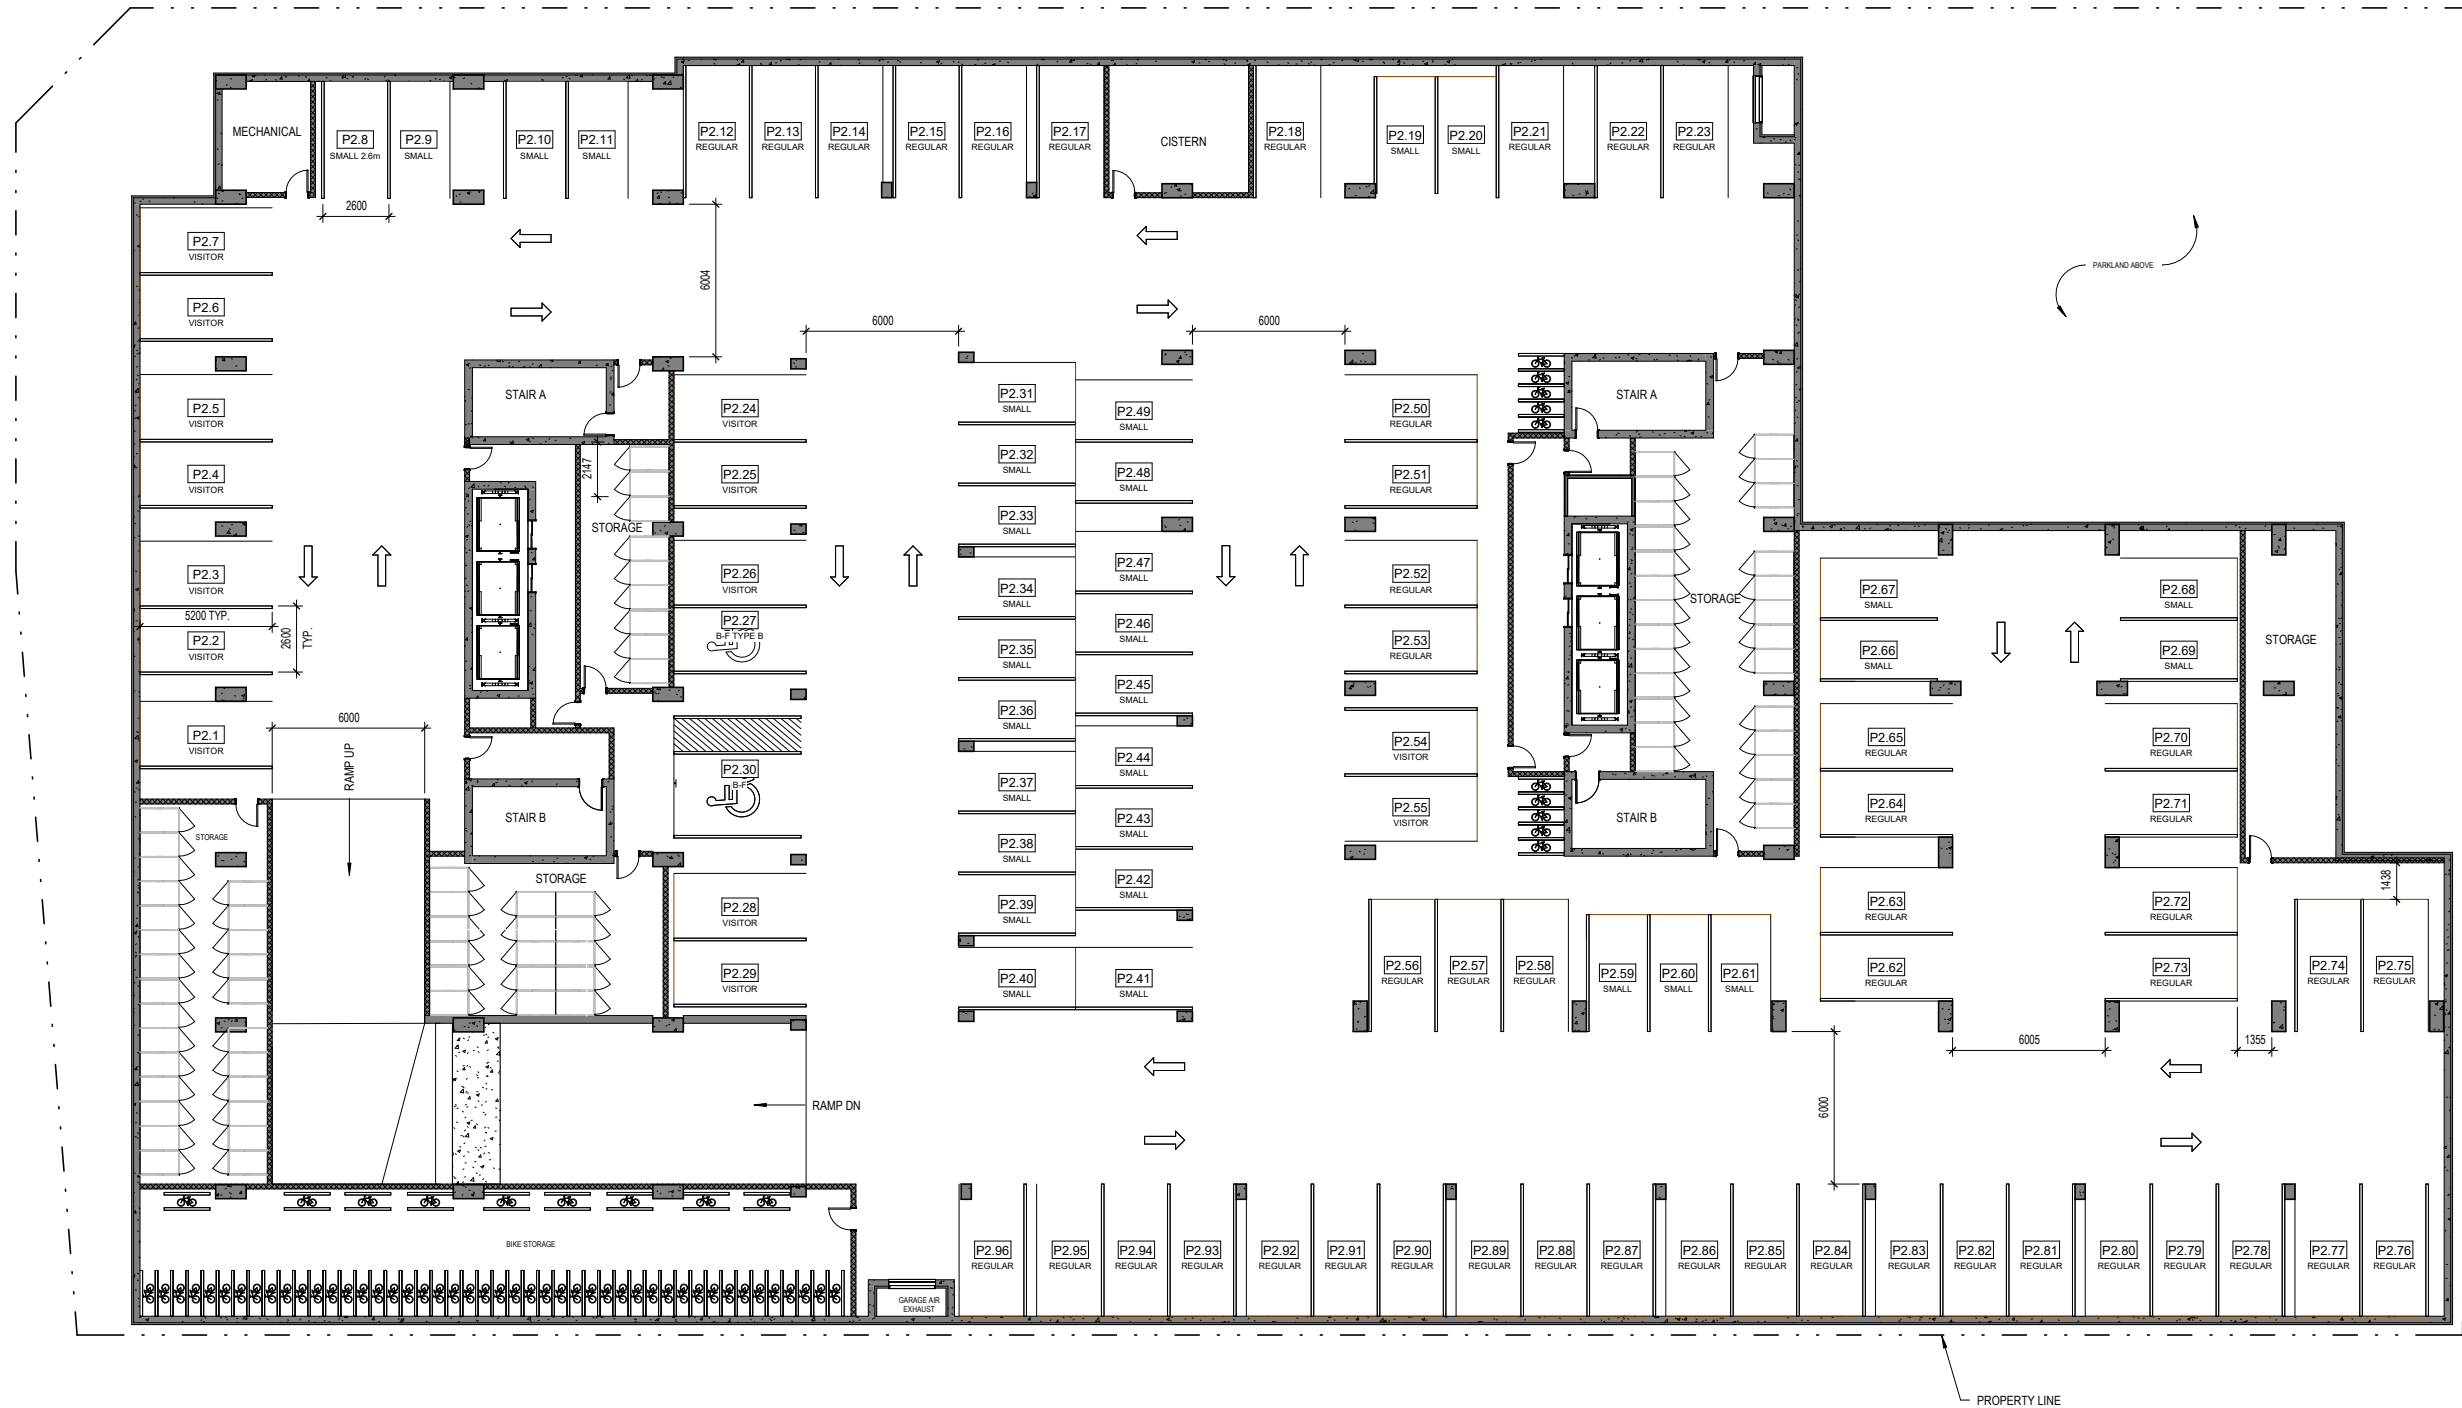 MECHANICAL
P2.8
SMALL 2.6m
P2.9
SMALL
P2.10
SMALL
P2.11
SMALL
P2.12
REGULAR
P2.13
REGULAR
P2.14
REGULAR
P2.15
REGULAR
P2.16
REGULAR
P2.17
REGULAR
CISTERN
P2.18
REGULAR
P2.19
SMALL
P2.20
SMALL
P2.21
REGULAR
P2.22
REGULAR
P2.23
REGULAR
2600
6004
6000
6000
PARKLAND ABOVE
P2.7
VISITOR
P2.6
VISITOR
P2.5
VISITOR
P2.4
VISITOR
P2.3
VISITOR
5200 TYP.
2600
TYP.
P2.2
VISITOR
P2.1
VISITOR
6000
RAMP UP
STAIR A
2147
STORAGE
STAIR B
STORAGE
STORAGE
P2.24
VISITOR
P2.25
VISITOR
P2.26
VISITOR
P2.27
B-F TYPE B
P2.30
B-F
P2.28
VISITOR
P2.29
VISITOR
P2.31
SMALL
P2.32
SMALL
P2.33
SMALL
P2.34
SMALL
P2.35
SMALL
P2.36
SMALL
P2.37
SMALL
P2.38
SMALL
P2.39
SMALL
P2.40
SMALL
P2.49
SMALL
P2.48
SMALL
P2.47
SMALL
P2.46
SMALL
P2.45
SMALL
P2.44
SMALL
P2.43
SMALL
P2.42
SMALL
P2.41
SMALL
P2.50
REGULAR
P2.51
REGULAR
P2.52
REGULAR
P2.53
REGULAR
P2.54
VISITOR
P2.55
VISITOR
STAIR A
STORAGE
STAIR B
P2.56
REGULAR
P2.57
REGULAR
P2.58
REGULAR
P2.59
SMALL
P2.60
SMALL
P2.61
SMALL
P2.67
SMALL
P2.66
SMALL
P2.65
REGULAR
P2.64
REGULAR
P2.63
REGULAR
P2.62
REGULAR
P2.68
SMALL
P2.69
SMALL
P2.70
REGULAR
P2.71
REGULAR
P2.72
REGULAR
P2.73
REGULAR
STORAGE
1438
P2.74
REGULAR
P2.75
REGULAR
6005
1355
6000
RAMP DN
BIKE STORAGE
GARAGE AIR
EXHAUST
P2.96
REGULAR
P2.95
REGULAR
P2.94
REGULAR
P2.93
REGULAR
P2.92
REGULAR
P2.91
REGULAR
P2.90
REGULAR
P2.89
REGULAR
P2.88
REGULAR
P2.87
REGULAR
P2.86
REGULAR
P2.85
REGULAR
P2.84
REGULAR
P2.83
REGULAR
P2.82
REGULAR
P2.81
REGULAR
P2.80
REGULAR
P2.79
REGULAR
P2.78
REGULAR
P2.77
REGULAR
P2.76
REGULAR
PROPERTY LINE